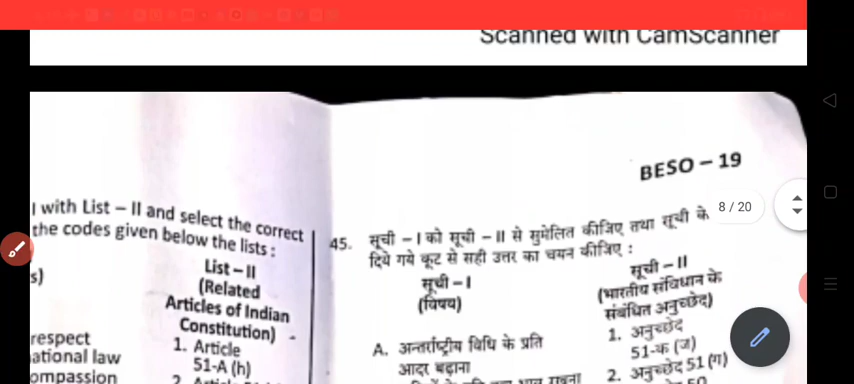 Scanned with CamScanner
BESO – 19
8 / 20
I with List – II and select the correct
the codes given below the lists :
List – II
(Related
Articles of Indian
Constitution)
s)
1. Article
51-A (h)
respect
ational law
ompassion
45. सूची – I को सूची – II से सुमेलित कीजिए तथा सूची के
दिये गये कूट से सही उत्तर का चयन कीजिए :
सूची – I
(विषय)
सूची – II
(भारतीय संविधान के
संबंधित अनुच्छेद)
A. अन्तर्राष्ट्रीय विधि के प्रति
आदर बढ़ाना
1. अनुच्छेद
51-क (ज)
2. अनुच्छेद 51 (ग)